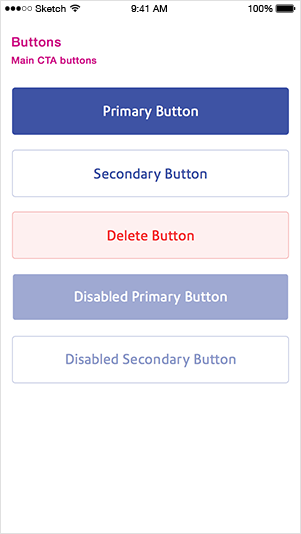 Sketch 9:41 AM 100%
Buttons
Main CTA buttons
Primary Button
Secondary Button
Delete Button
Disabled Primary Button
Disabled Secondary Button